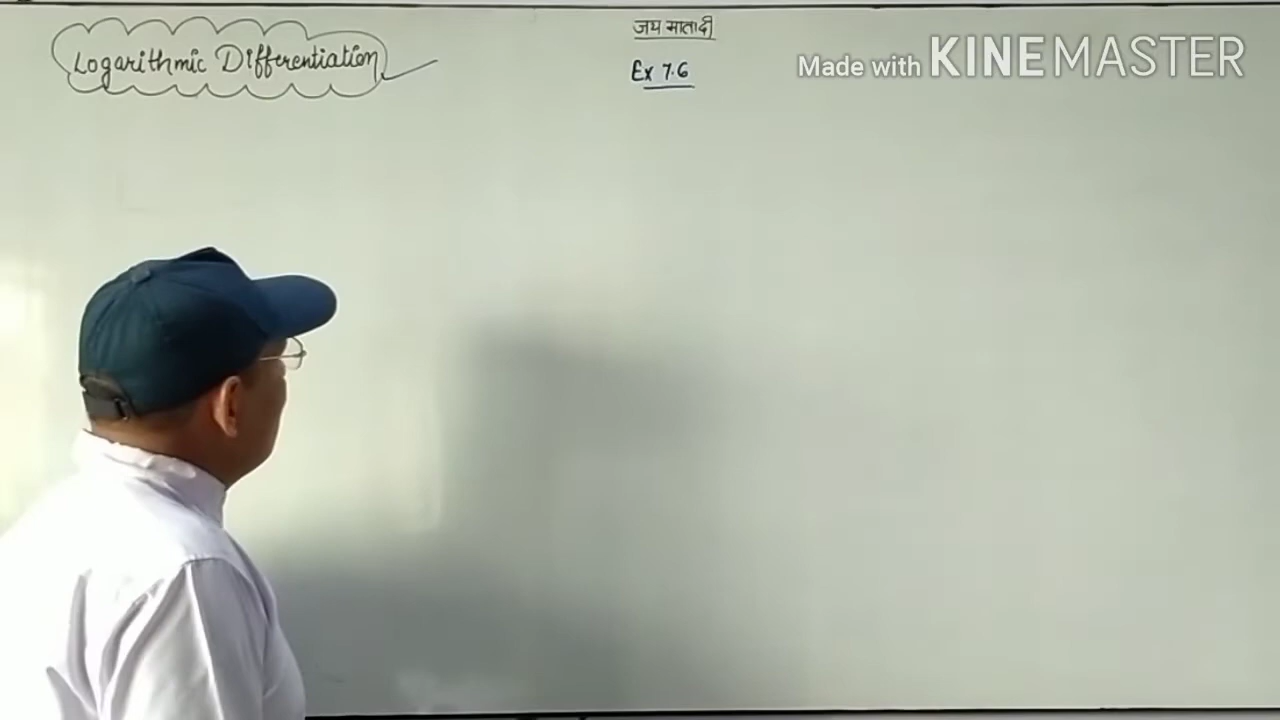 जय माता दी
Logarithmic Differentiation
Ex 7.6
Made with KINEMASTER